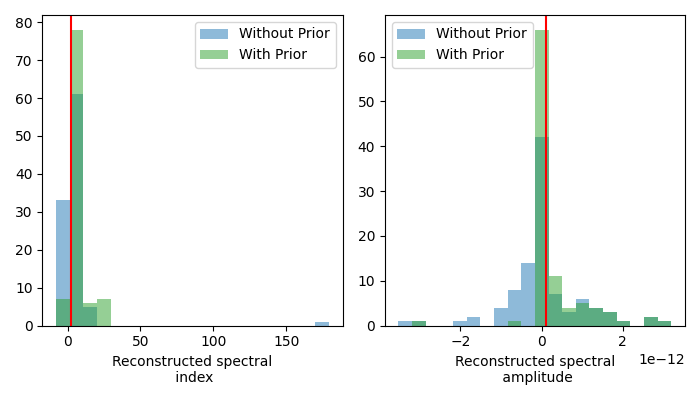 80
70
60
50
40
30
20
10
0
0
50
100
150
Without Prior
With Prior
Reconstructed spectral
index
60
50
40
30
20
10
0
−2
0
2
1e−12
Without Prior
With Prior
Reconstructed spectral
amplitude